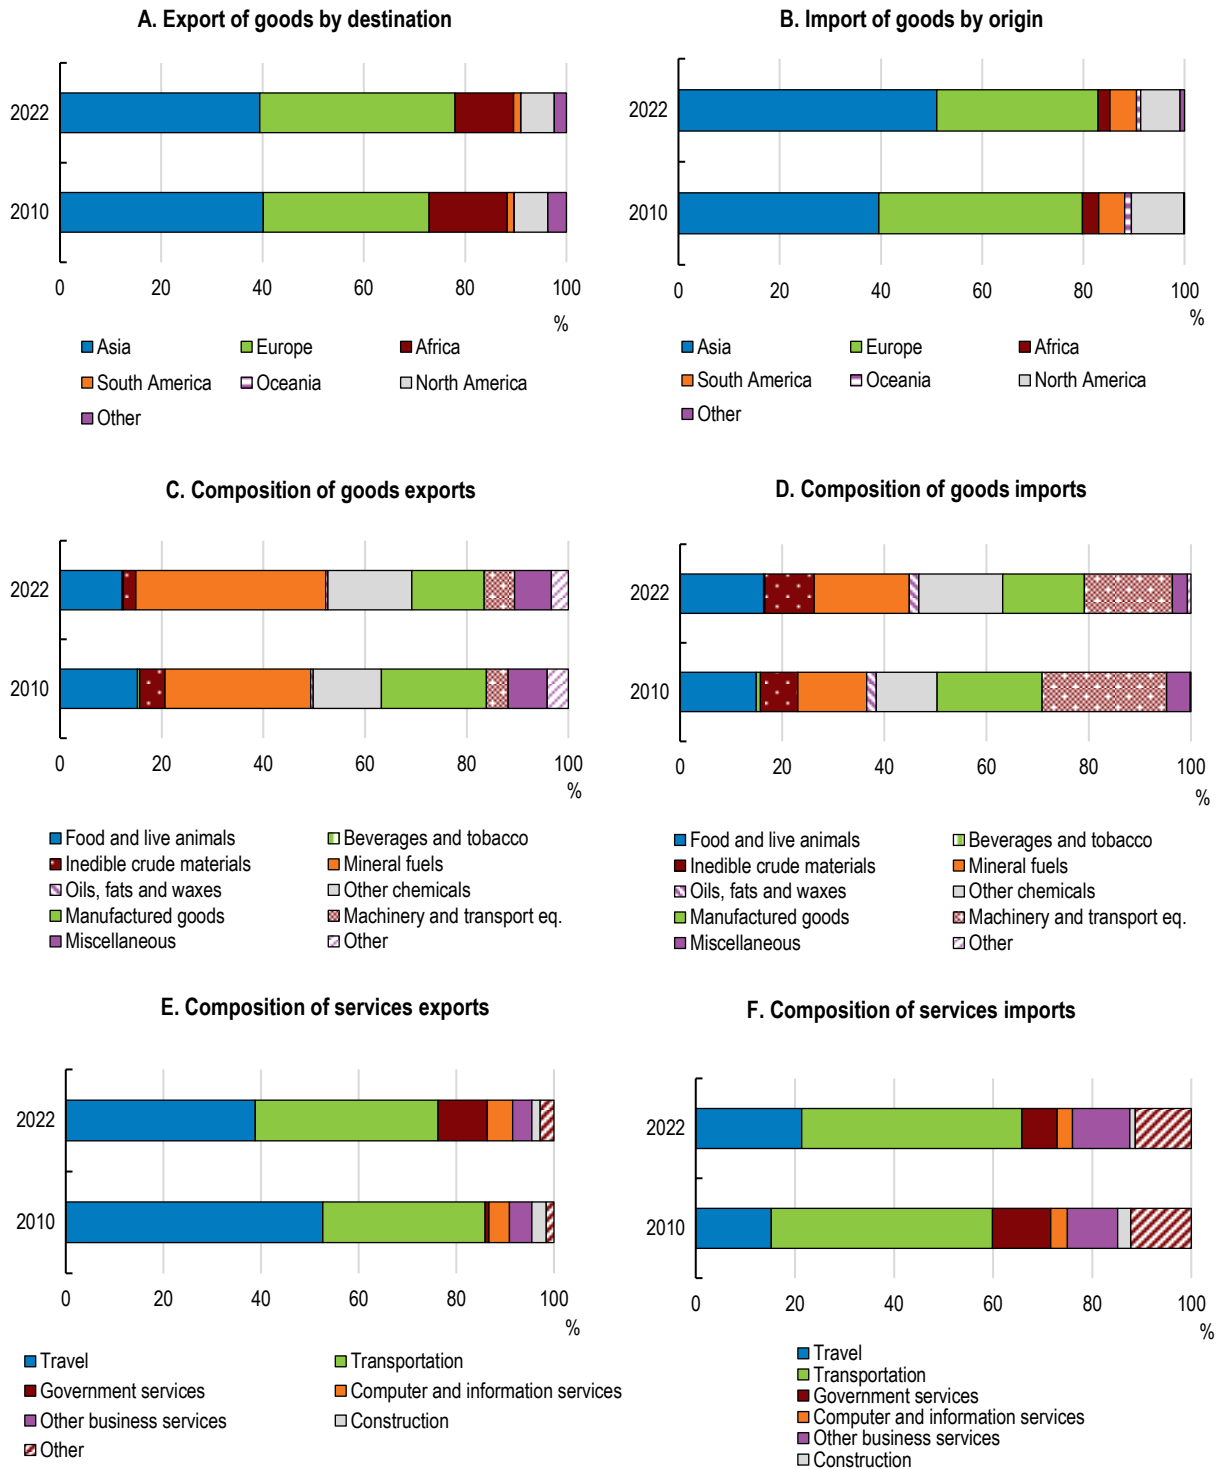 A. Export of goods by destination
2022
2010
0 20 40 60 80 100
%
Asia Europe Africa
South America Oceania North America
Other
B. Import of goods by origin
2022
2010
0 20 40 60 80 100
%
Asia Europe Africa
South America Oceania North America
Other
C. Composition of goods exports
2022
2010
0 20 40 60 80 100
%
Food and live animals Beverages and tobacco
Inedible crude materials Mineral fuels
Oils, fats and waxes Other chemicals
Manufactured goods Machinery and transport eq.
Miscellaneous Other
D. Composition of goods imports
2022
2010
0 20 40 60 80 100
%
Food and live animals Beverages and tobacco
Inedible crude materials Mineral fuels
Oils, fats and waxes Other chemicals
Manufactured goods Machinery and transport eq.
Miscellaneous Other
E. Composition of services exports
2022
2010
0 20 40 60 80 100
%
Travel Transportation
Government services Computer and information services
Other business services Construction
Other
F. Composition of services imports
2022
2010
0 20 40 60 80 100
%
Travel
Transportation
Government services
Computer and information services
Other business services
Construction